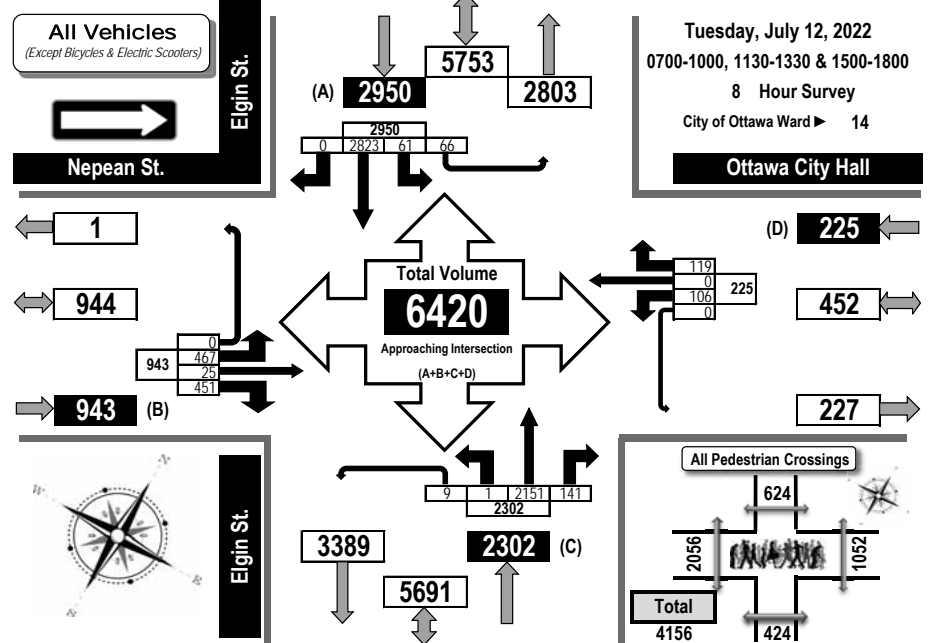 All Vehicles
(Except Bicycles & Electric Scooters)
Elgin St.
Nepean St.
5753
(A) 2950
2803
2950
0 2823 61 66
Tuesday, July 12, 2022
0700-1000, 1130-1330 & 1500-1800
8 Hour Survey
City of Ottawa Ward ► 14
Ottawa City Hall
1
944
943
0
467
25
451
943 (B)
Total Volume
6420
Approaching Intersection
(A+B+C+D)
(D) 225
119
0
106
0
225
452
227
9 1 2151 141
2302
3389
2302 (C)
5691
Elgin St.
N
E
S
W
All Pedestrian Crossings
624
2056
1052
424
Total
4156